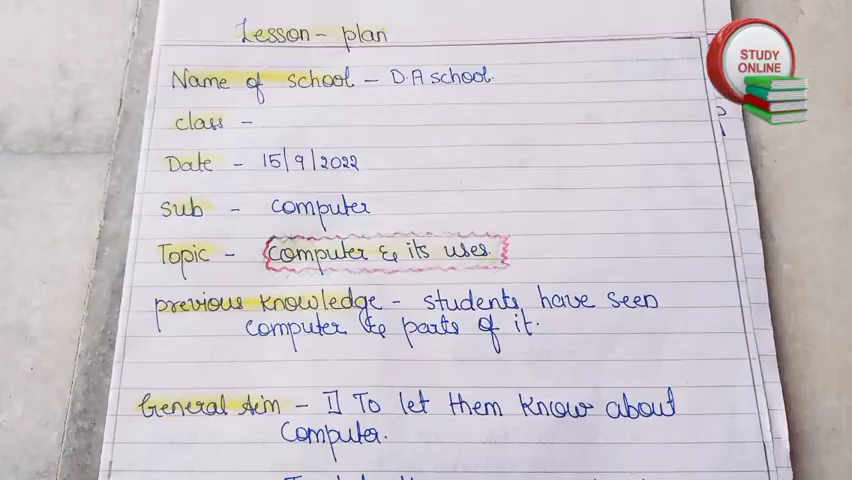 Lesson - plan
STUDY
ONLINE
Name of school - D.A school.
class -
Date - 15/9/2022
sub - computer
Topic - computer & its uses.
previous knowledge - students have seen
computer & parts of it.
General Aim - 1] To let them know about
computer.